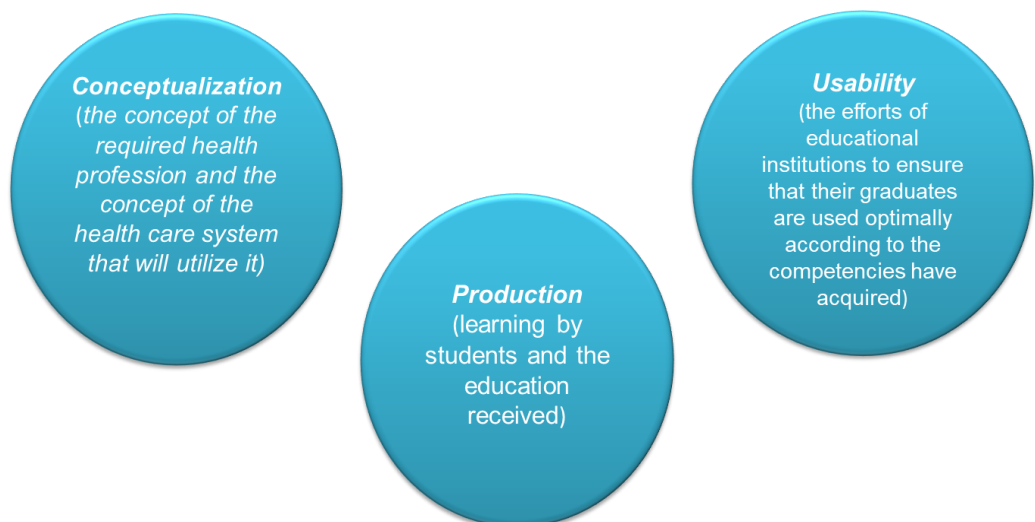 Conceptualization
(the concept of the
required health
profession and the
concept of the
health care system
that will utilize it)
Production
(learning by
students and the
education
received)
Usability
(the efforts of
educational
institutions to ensure
that their graduates
are used optimally
according to the
competencies have
acquired)